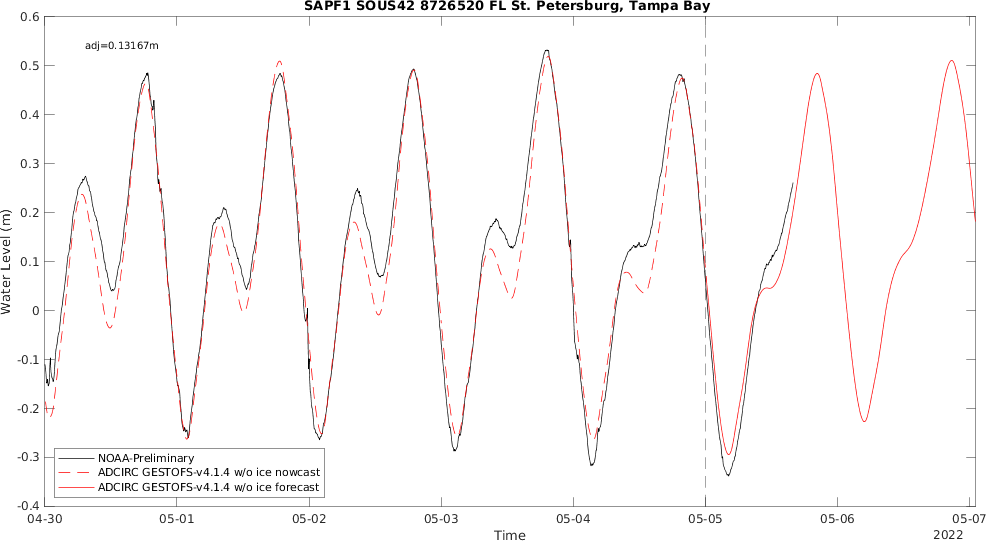 SAPF1 SOUS42 8726520 FL St. Petersburg, Tampa Bay
adj=0.13167m
0.6
0.5
0.4
0.3
0.2
0.1
0
-0.1
-0.2
-0.3
-0.4
Water Level (m)
NOAA-Preliminary
ADCIRC GESTOFS-v4.1.4 w/o ice nowcast
ADCIRC GESTOFS-v4.1.4 w/o ice forecast
04-30 05-01 05-02 05-03 05-04 05-05 05-06 05-07
Time
2022